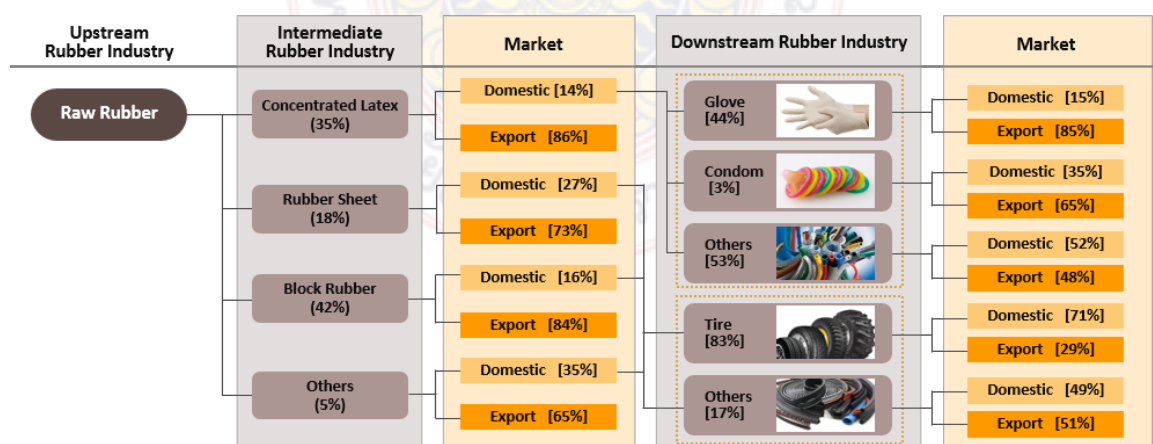 Upstream
Rubber Industry
Intermediate
Rubber Industry
Market
Downstream Rubber Industry
Market
Raw Rubber
Concentrated Latex
(35%)
Domestic [14%]
Export [86%]
Rubber Sheet
(18%)
Domestic [27%]
Export [73%]
Block Rubber
(42%)
Domestic [16%]
Export [84%]
Others
(5%)
Domestic [35%]
Export [65%]
Glove
[44%]
Domestic [15%]
Export [85%]
Condom
[3%]
Domestic [35%]
Export [65%]
Others
[53%]
Domestic [52%]
Export [48%]
Tire
[83%]
Domestic [71%]
Export [29%]
Others
[17%]
Domestic [49%]
Export [51%]